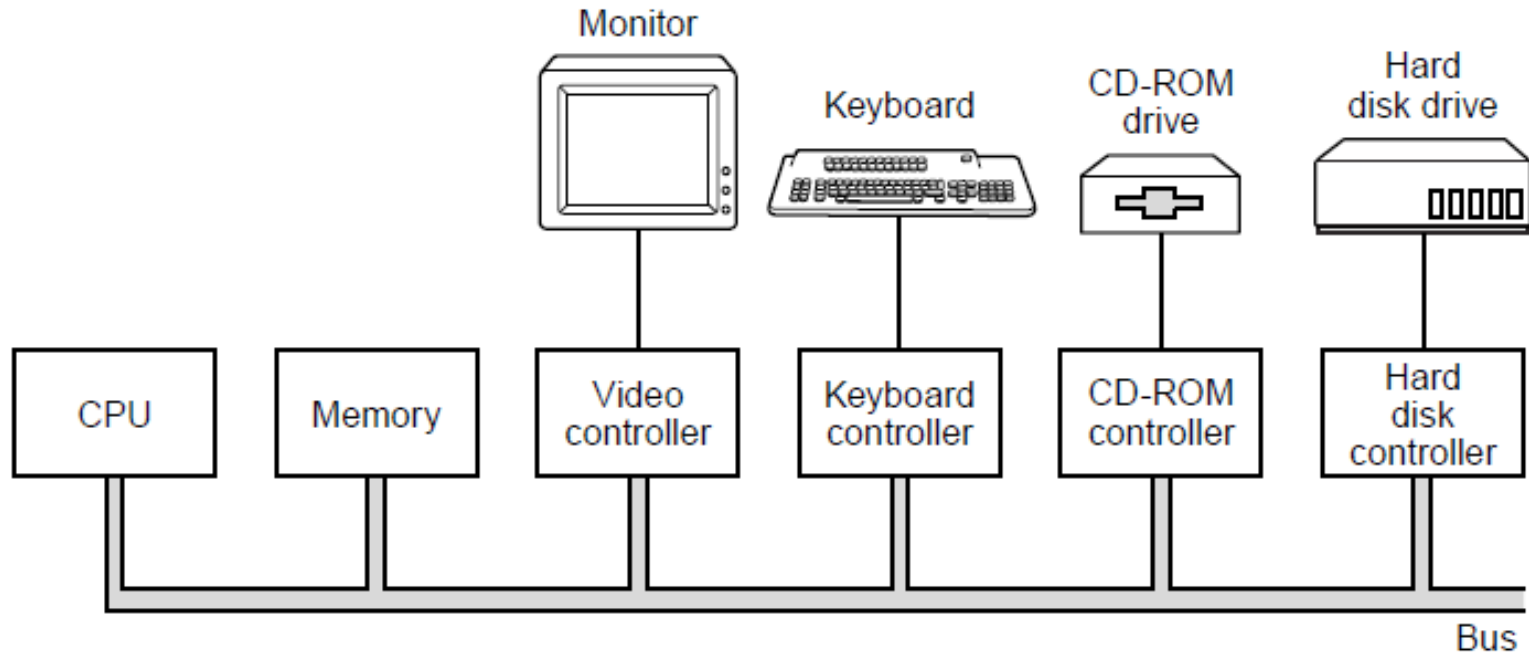 Monitor
Keyboard
CD-ROM
drive
Hard
disk drive
CPU
Memory
Video
controller
Keyboard
controller
CD-ROM
controller
Hard
disk
controller
Bus